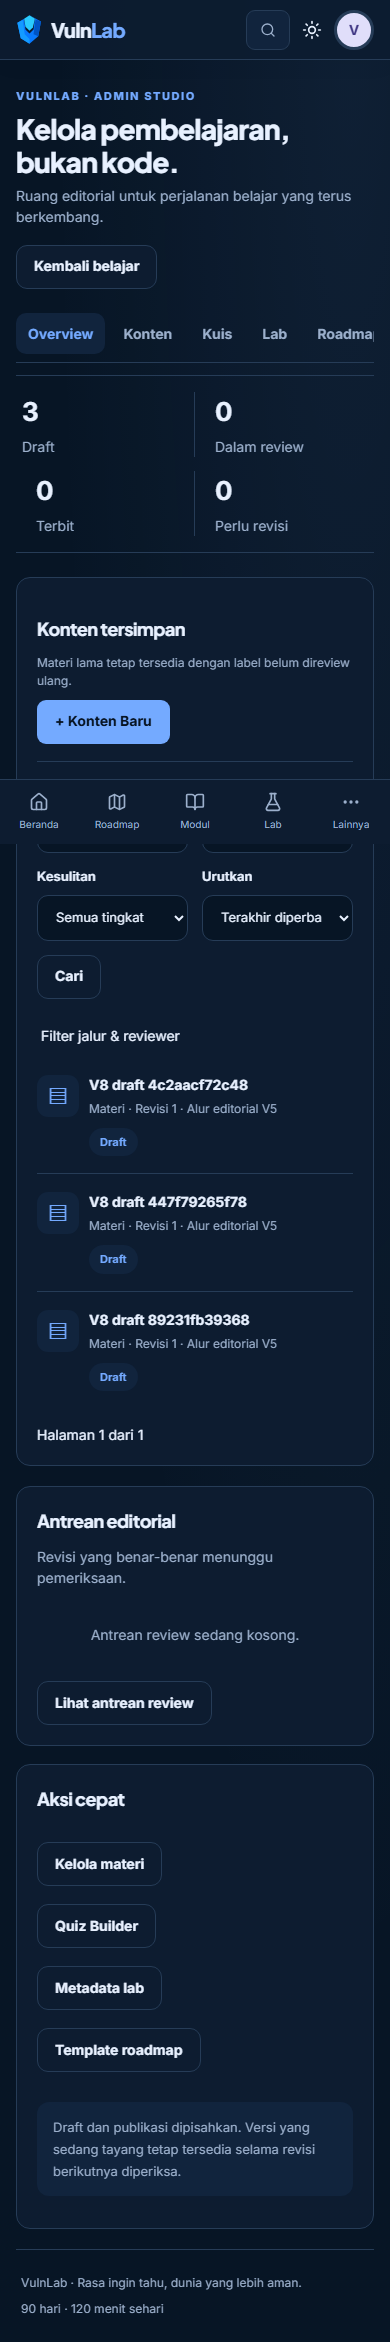 VulnLab
V
VULNLAB · ADMIN STUDIO
Kelola pembelajaran,
bukan kode.
Ruang editorial untuk perjalanan belajar yang terus
berkembang.
Kembali belajar
Overview Konten Kuis Lab Roadmap
3 0
Draft Dalam review
0 0
Terbit Perlu revisi
Konten tersimpan
Materi lama tetap tersedia dengan label belum direview
ulang.
+ Konten Baru
Beranda Roadmap Modul Lab Lainnya
Kesulitan Urutkan
Semua tingkat Terakhir diperba
Cari
Filter jalur & reviewer
V8 draft 4c2aacf72c48
Materi · Revisi 1 · Alur editorial V5
Draft
V8 draft 447f79265f78
Materi · Revisi 1 · Alur editorial V5
Draft
V8 draft 89231fb39368
Materi · Revisi 1 · Alur editorial V5
Draft
Halaman 1 dari 1
Antrean editorial
Revisi yang benar-benar menunggu
pemeriksaan.
Antrean review sedang kosong.
Lihat antrean review
Aksi cepat
Kelola materi
Quiz Builder
Metadata lab
Template roadmap
Draft dan publikasi dipisahkan. Versi yang
sedang tayang tetap tersedia selama revisi
berikutnya diperiksa.
VulnLab · Rasa ingin tahu, dunia yang lebih aman.
90 hari · 120 menit sehari